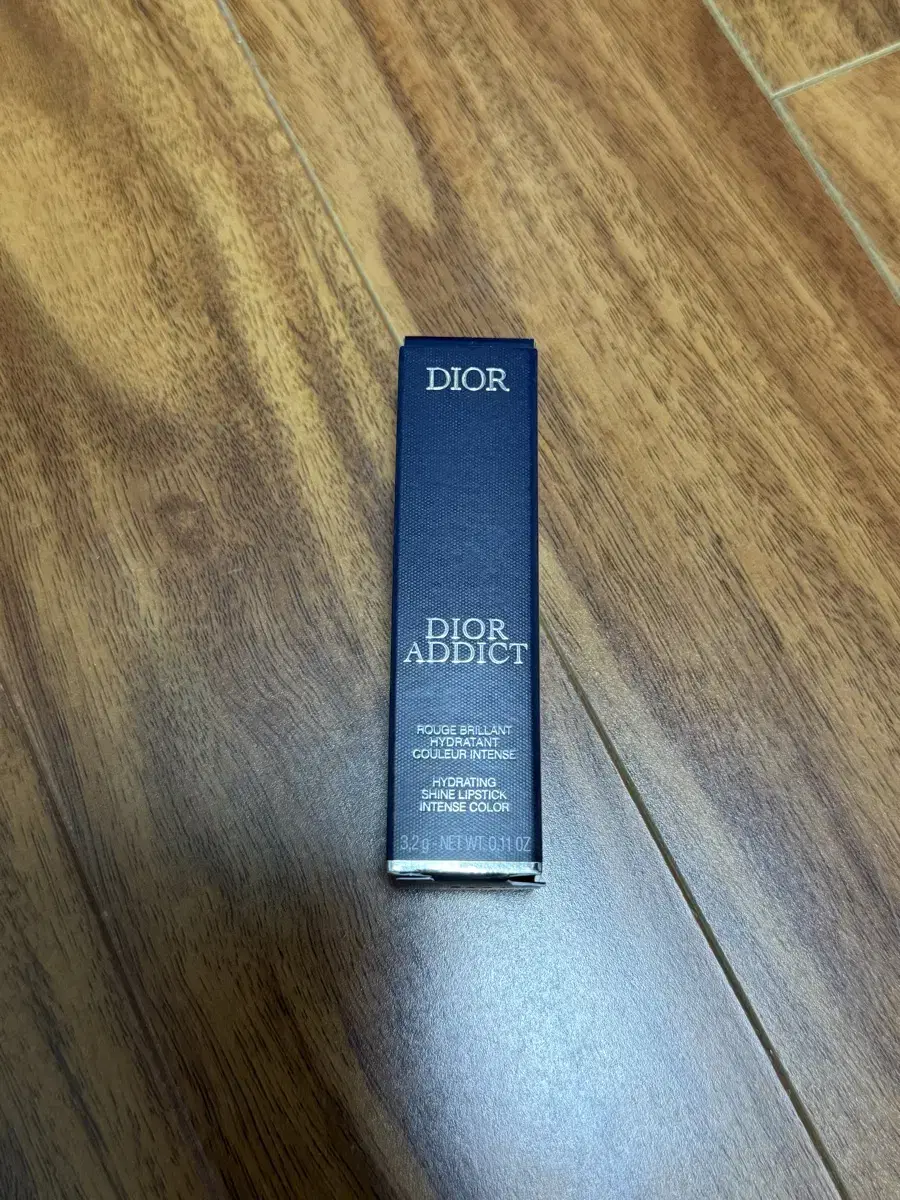 DIOR
DIOR
ADDICT
ROUGE BRILLANT
HYDRATANT
COULEUR INTENSE
HYDRATING
SHINE LIPSTICK
INTENSE COLOR
3,2 g - NET WT. 0.11 OZ